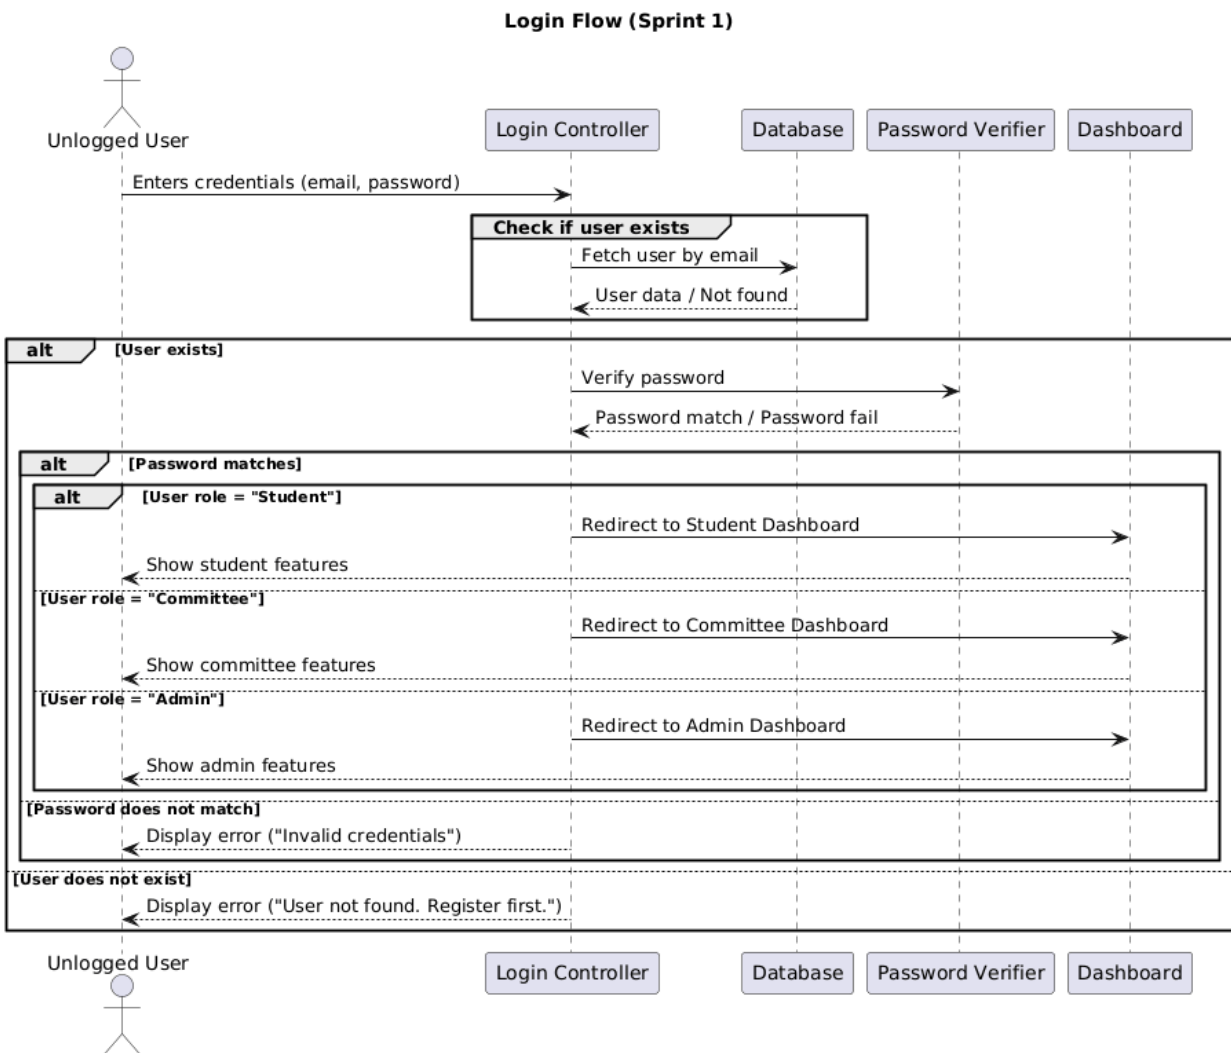 Login Flow (Sprint 1)
Unlogged User
Login Controller
Database
Password Verifier
Dashboard
Enters credentials (email, password)
Check if user exists
Fetch user by email
User data / Not found
alt [User exists]
Verify password
Password match / Password fail
alt [Password matches]
alt [User role = "Student"]
Redirect to Student Dashboard
Show student features
[User role = "Committee"]
Redirect to Committee Dashboard
Show committee features
[User role = "Admin"]
Redirect to Admin Dashboard
Show admin features
[Password does not match]
Display error ("Invalid credentials")
[User does not exist]
Display error ("User not found. Register first.")
Unlogged User
Login Controller
Database
Password Verifier
Dashboard